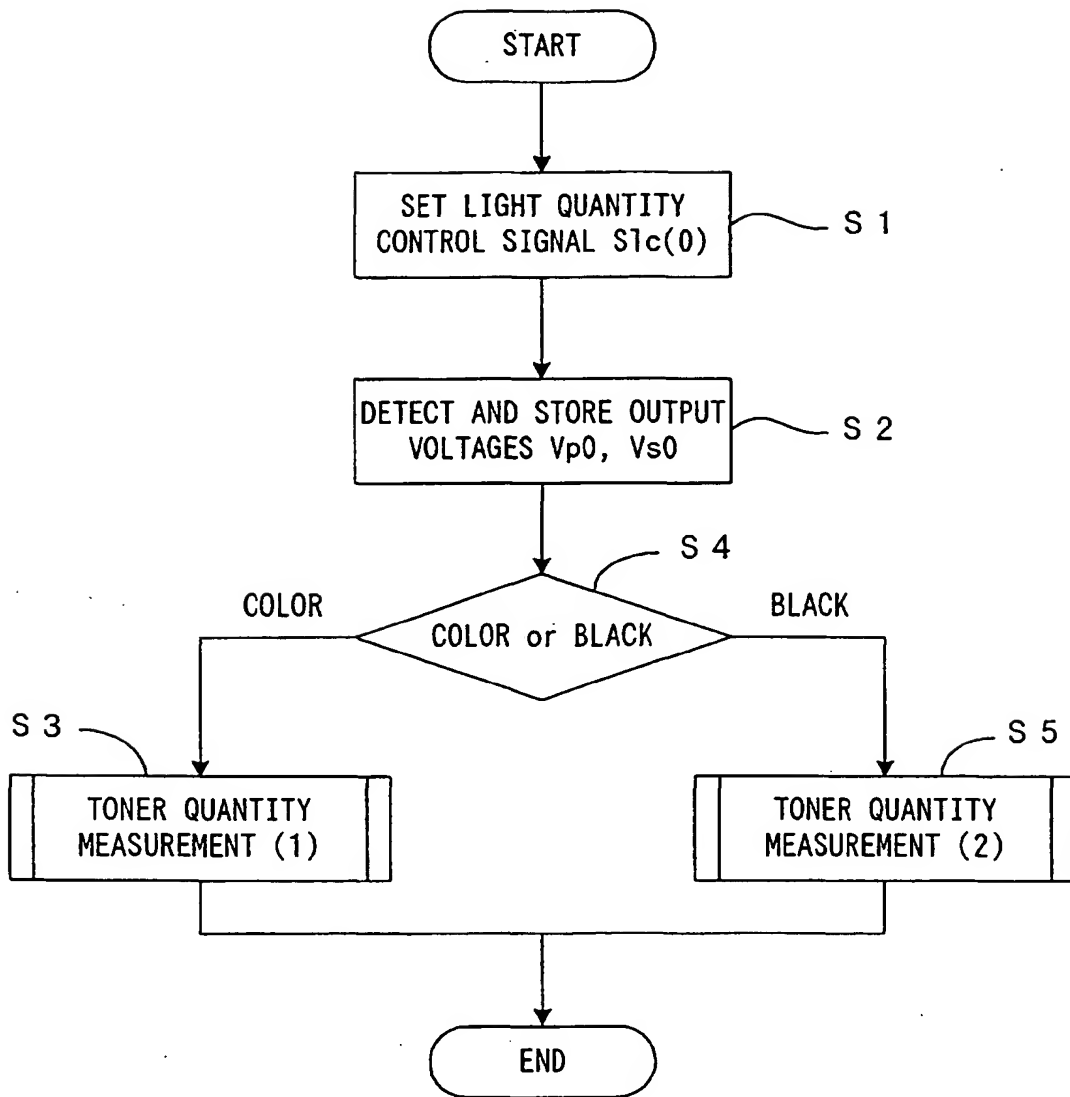 START
SET LIGHT QUANTITY
CONTROL SIGNAL Slc(0)
S 1
DETECT AND STORE OUTPUT
VOLTAGES Vp0, Vs0
S 2
S 4
COLOR
COLOR or BLACK
BLACK
S 3
TONER QUANTITY
MEASUREMENT (1)
S 5
TONER QUANTITY
MEASUREMENT (2)
END